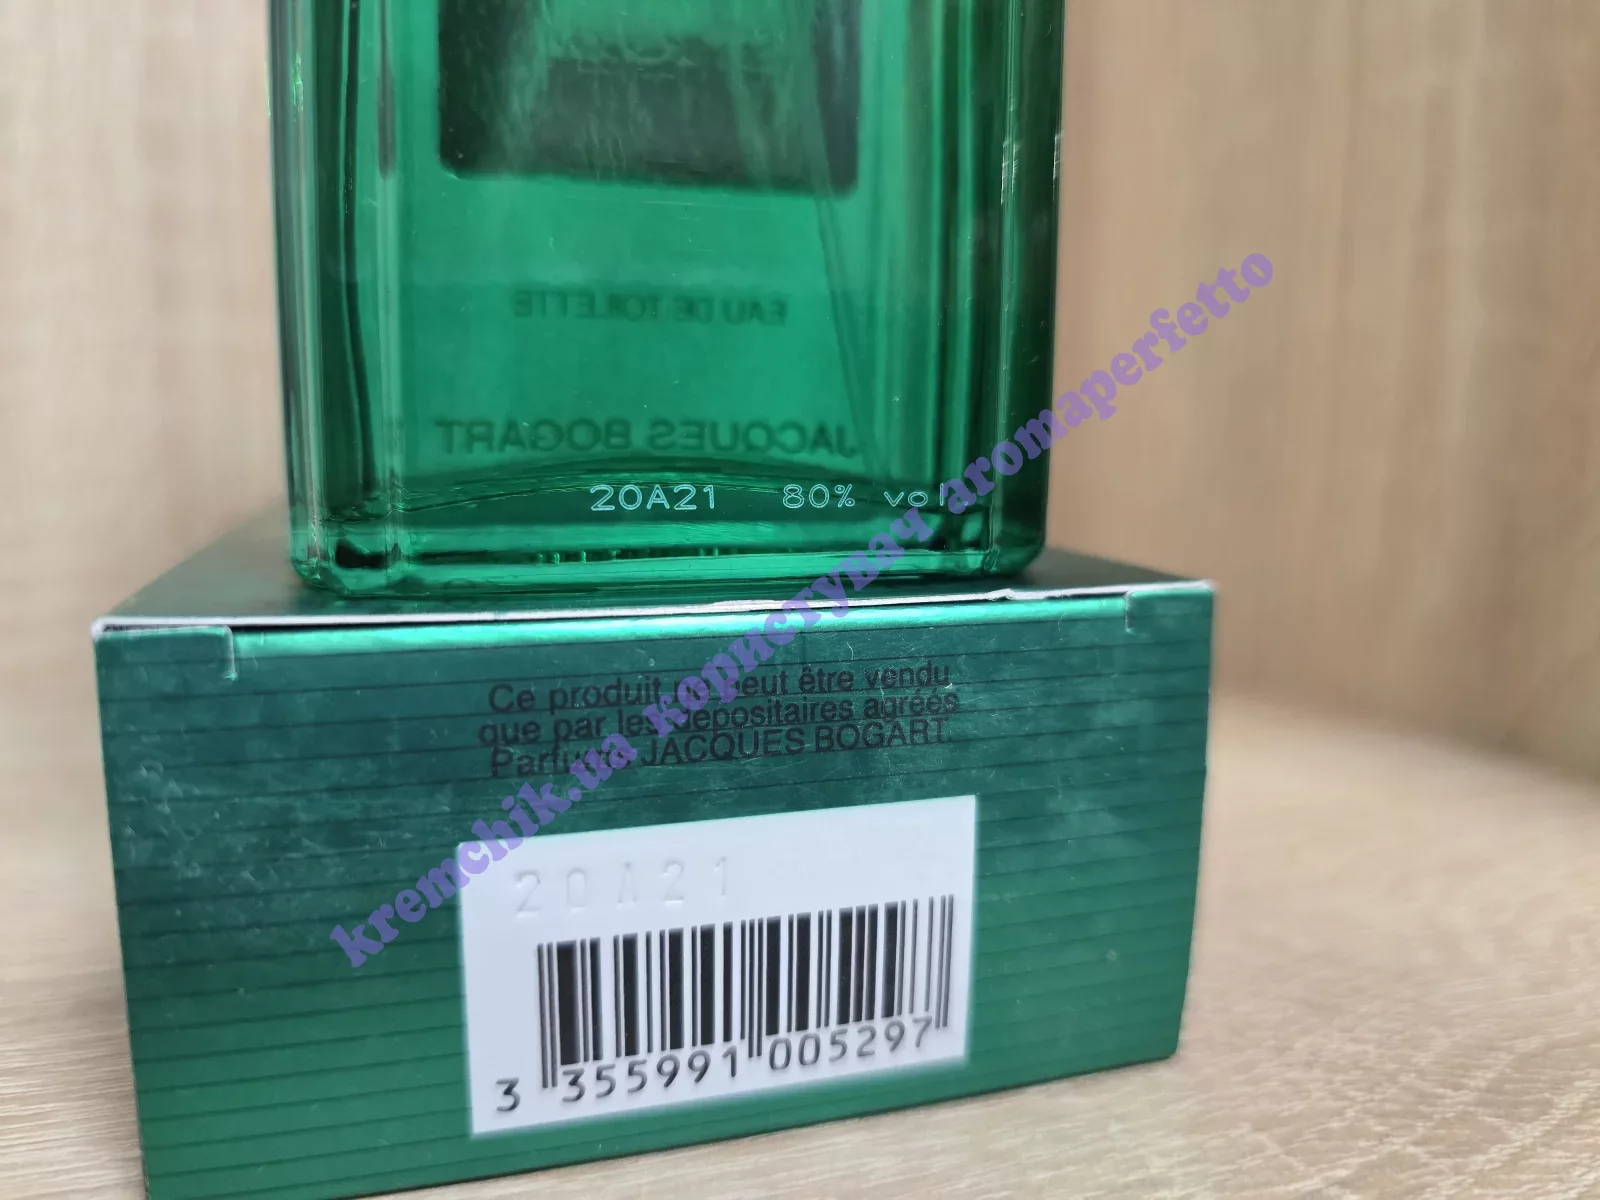 EAU DE TOILETTE
JACQUES BOGART
20A21 80% vol
Ce produit ne peut être vendu
que par les dépositaires agréés
Parfums JACQUES BOGART.
20A21
3 355991 005297
kremchik.ua користувач aromaperfetto